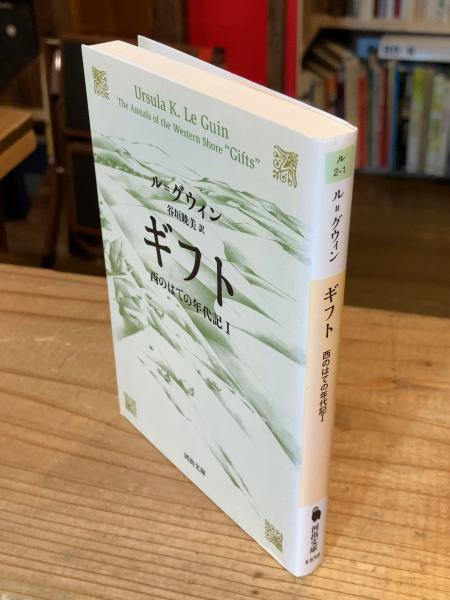 Ursula K. Le Guin
The Annals of the Western Shore "Gifts"
ル=グウィン
谷垣暁美 訳
ギフト
西のはての年代記 I
河出文庫
ル
2-1
ル=グウィン
ギフト
西のはての年代記 I
河出文庫
¥850